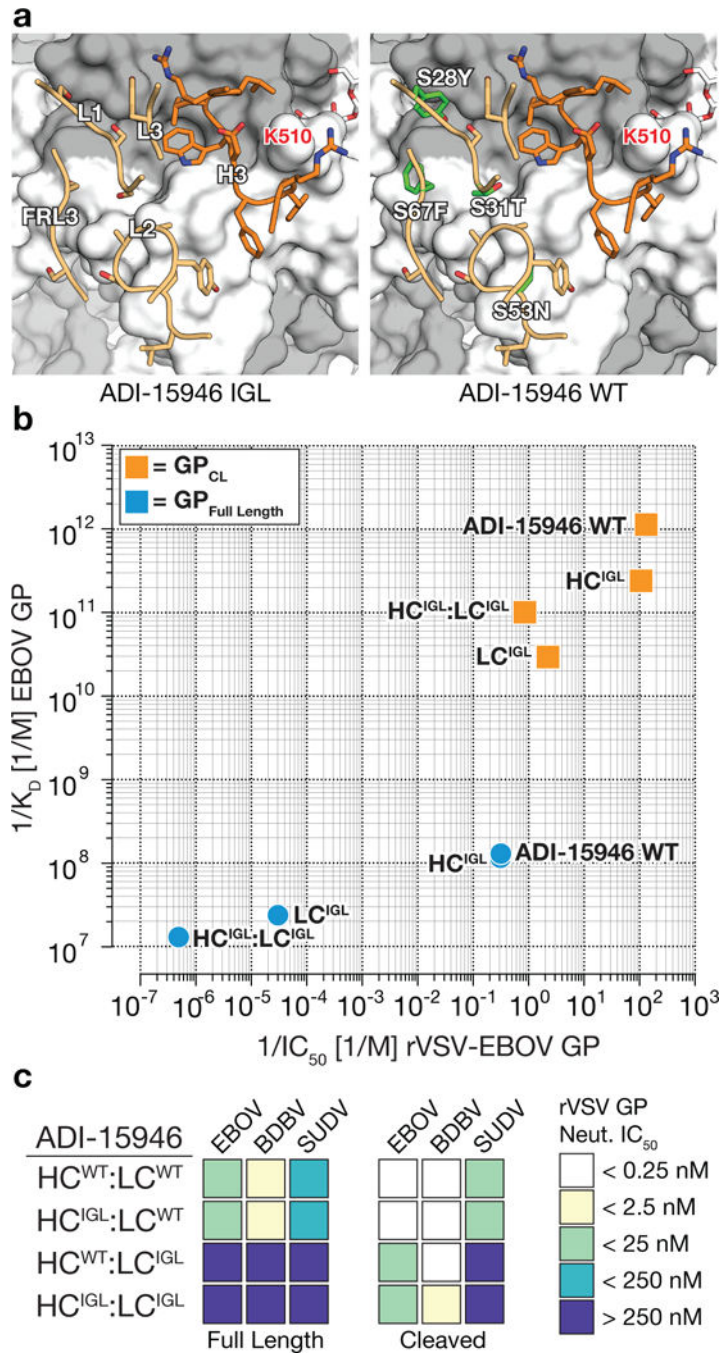 a
L1
L3
K510
H3
FRL3
L2
ADI-15946 IGL
S28Y
K510
S67F
S31T
S53N
ADI-15946 WT
b
= GP_CL
= GP_Full Length
ADI-15946 WT
HC^IGL
HC^IGL:LC^IGL
LC^IGL
HC^IGL
ADI-15946 WT
LC^IGL
HC^IGL:LC^IGL
1/K_D [1/M] EBOV GP
10^13
10^12
10^11
10^10
10^9
10^8
10^7
10^-7 10^-6 10^-5 10^-4 10^-3 10^-2 10^-1 10^0 10^1 10^2 10^3
1/IC_50 [1/M] rVSV-EBOV GP
c
ADI-15946
EBOV BDBV SUDV
EBOV BDBV SUDV
HC^WT:LC^WT
HC^IGL:LC^WT
HC^WT:LC^IGL
HC^IGL:LC^IGL
Full Length
Cleaved
rVSV GP
Neut. IC_50
< 0.25 nM
< 2.5 nM
< 25 nM
< 250 nM
> 250 nM